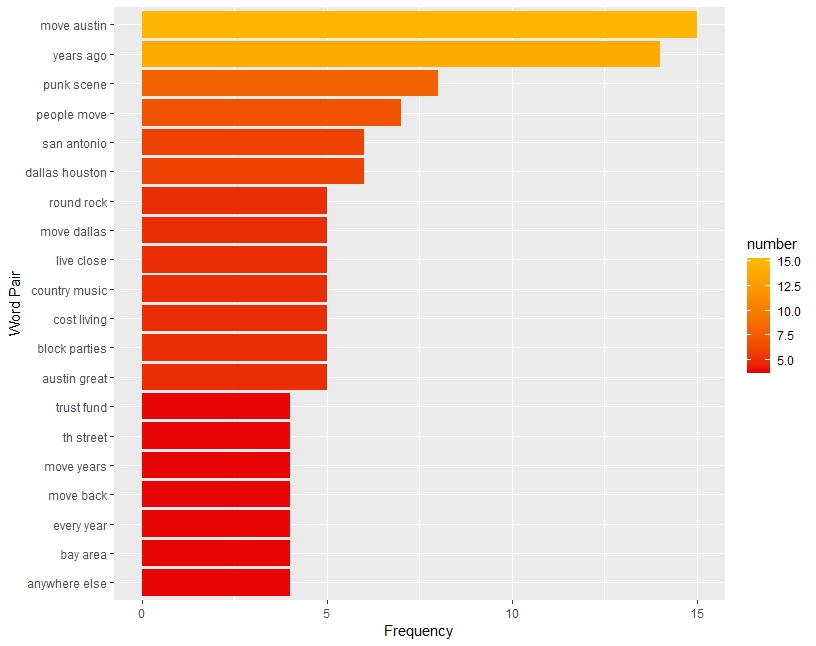 move austin
years ago
punk scene
people move
san antonio
dallas houston
round rock
move dallas
live close
country music
cost living
block parties
austin great
trust fund
th street
move years
move back
every year
bay area
anywhere else
Word Pair
0 5 10 15
Frequency
number
15.0
12.5
10.0
7.5
5.0